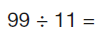 99 ÷ 11 =